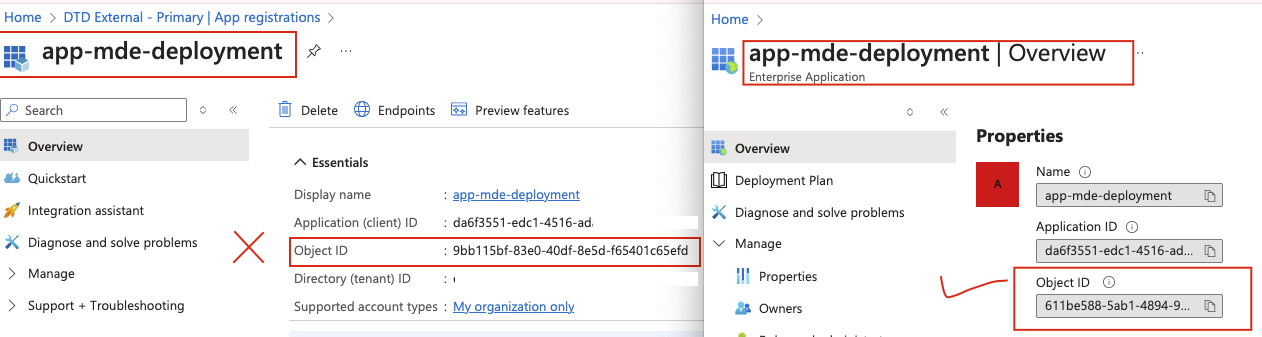 Home > DTD External - Primary | App registrations >
app-mde-deployment
Search
Overview
Quickstart
Integration assistant
Diagnose and solve problems
Manage
Support + Troubleshooting
Delete Endpoints Preview features
Essentials
Display name : app-mde-deployment
Application (client) ID : da6f3551-edc1-4516-ad
Object ID : 9bb115bf-83e0-40df-8e5d-f65401c65efd
Directory (tenant) ID :
Supported account types : My organization only
Home >
app-mde-deployment | Overview
Enterprise Application
Overview
Deployment Plan
Diagnose and solve problems
Manage
Properties
Owners
Properties
A
Name
app-mde-deployment
Application ID
da6f3551-edc1-4516-ad...
Object ID
611be588-5ab1-4894-9...